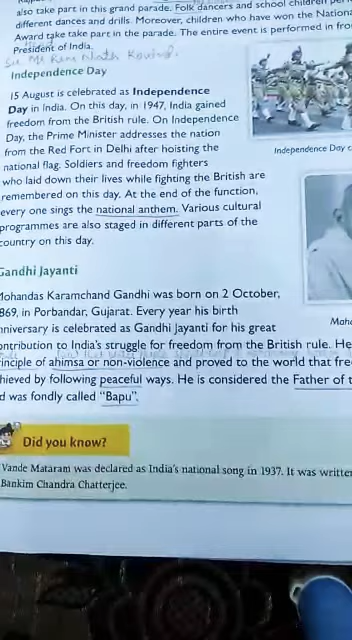 also take part in this grand parade. Folk dances and school children per
different dances and drills. Moreover, children who have won the Nationa
Award take take part in the parade. The entire event is performed in fro
President of India.
Independence Day
15 August is celebrated as Independence
Day in India. On this day, in 1947, India gained
freedom from the British rule. On Independence
Day, the Prime Minister addresses the nation
from the Red Fort in Delhi after hoisting the
national flag. Soldiers and freedom fighters
who laid down their lives while fighting the British are
remembered on this day. At the end of the function,
every one sings the national anthem. Various cultural
programmes are also staged in different parts of the
country on this day.
Independence Day c
Gandhi Jayanti
Mohandas Karamchand Gandhi was born on 2 October,
869, in Porbandar, Gujarat. Every year his birth
nniversary is celebrated as Gandhi Jayanti for his great
ontribution to India's struggle for freedom from the British rule. He
inciple of ahimsa or non-violence and proved to the world that fre
hieved by following peaceful ways. He is considered the Father of t
d was fondly called "Bapu".
Maha
Did you know?
Vande Mataram was declared as India's national song in 1937. It was writte
Bankim Chandra Chatterjee.